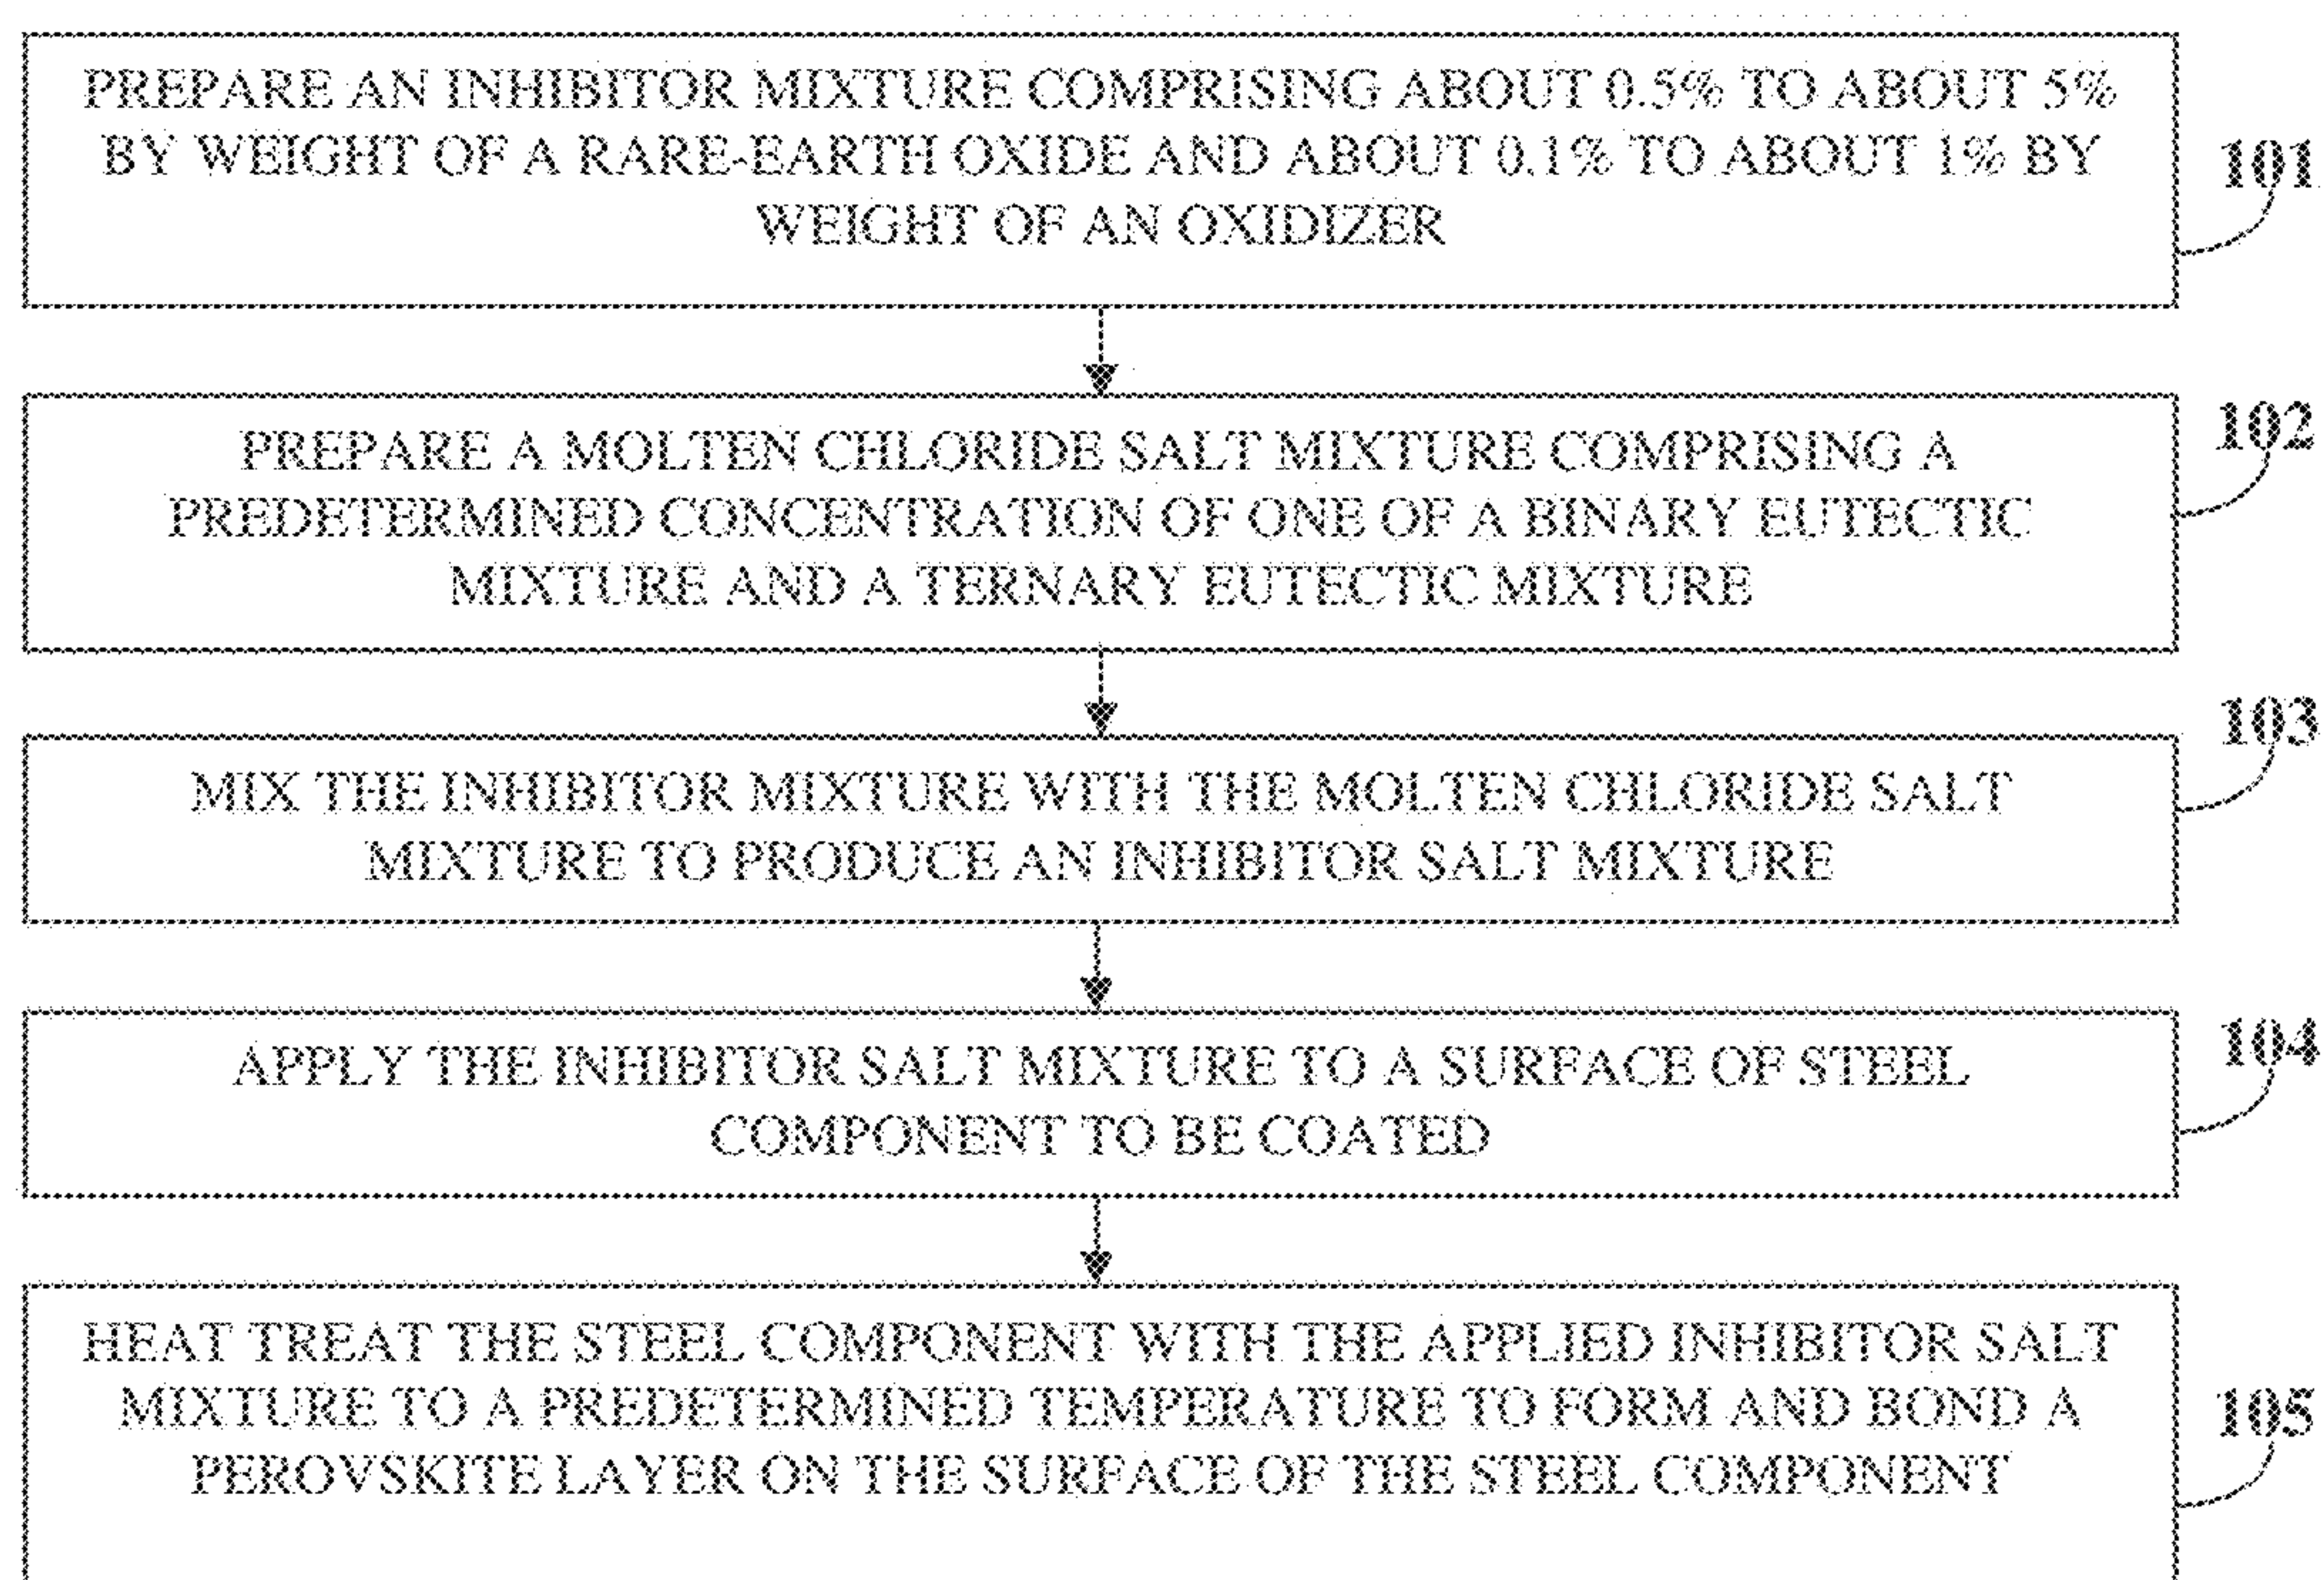 PREPARE AN INHIBITOR MIXTURE COMPRISING ABOUT 0.5% TO ABOUT 5%
BY WEIGHT OF A RARE-EARTH OXIDE AND ABOUT 0.1% TO ABOUT 1% BY
WEIGHT OF AN OXIDIZER
101
PREPARE A MOLTEN CHLORIDE SALT MIXTURE COMPRISING A
PREDETERMINED CONCENTRATION OF ONE OF A BINARY EUTECTIC
MIXTURE AND A TERNARY EUTECTIC MIXTURE
102
MIX THE INHIBITOR MIXTURE WITH THE MOLTEN CHLORIDE SALT
MIXTURE TO PRODUCE AN INHIBITOR SALT MIXTURE
103
APPLY THE INHIBITOR SALT MIXTURE TO A SURFACE OF STEEL
COMPONENT TO BE COATED
104
HEAT TREAT THE STEEL COMPONENT WITH THE APPLIED INHIBITOR SALT
MIXTURE TO A PREDETERMINED TEMPERATURE TO FORM AND BOND A
PEROVSKITE LAYER ON THE SURFACE OF THE STEEL COMPONENT
105